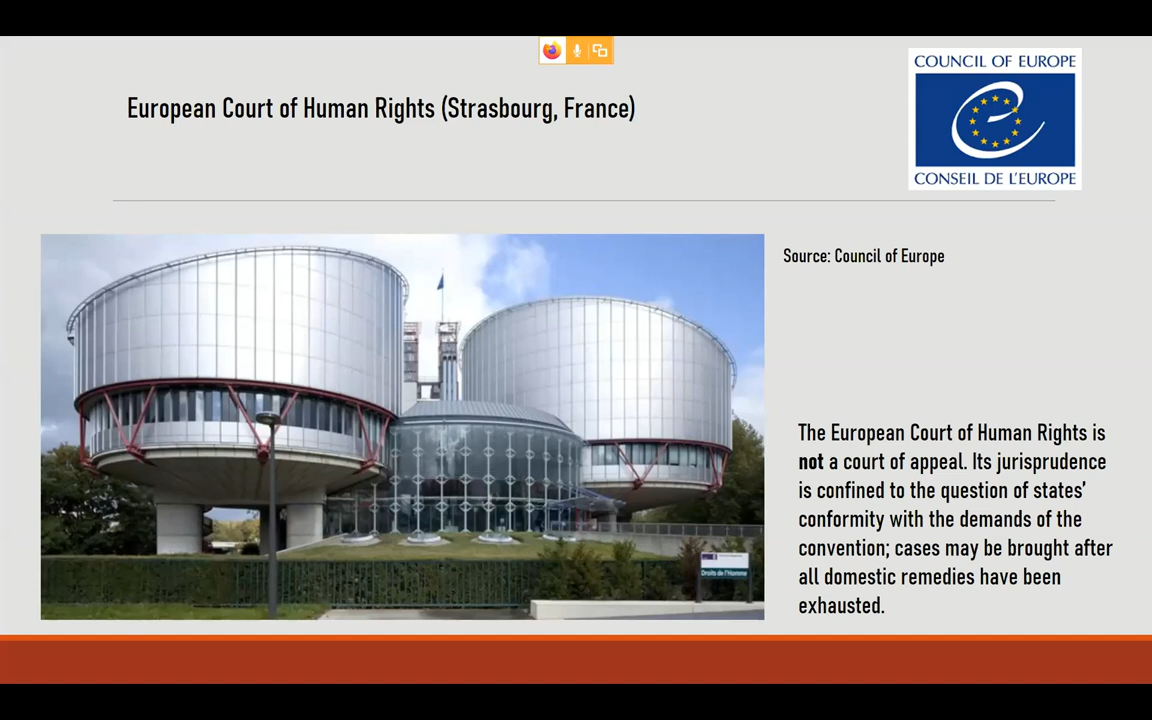 European Court of Human Rights (Strasbourg, France)
COUNCIL OF EUROPE
CONSEIL DE L'EUROPE
Source: Council of Europe
The European Court of Human Rights is
not a court of appeal. Its jurisprudence
is confined to the question of states’
conformity with the demands of the
convention; cases may be brought after
all domestic remedies have been
exhausted.
Droits de l'Homme